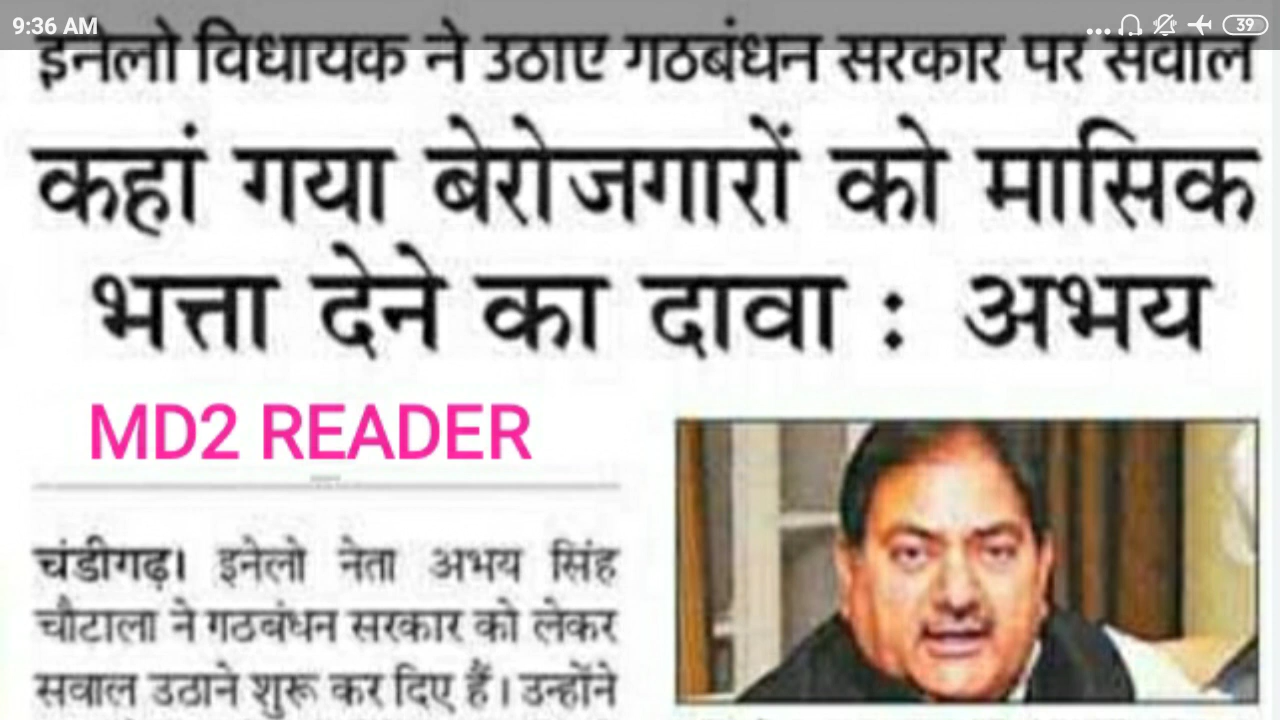 9:36 AM
39
इनेलो विधायक ने उठाए गठबंधन सरकार पर सवाल
कहां गया बेरोजगारों को मासिक
भत्ता देने का दावा : अभय
MD2 READER
चंडीगढ़। इनेलो नेता अभय सिंह
चौटाला ने गठबंधन सरकार को लेकर
सवाल उठाने शुरू कर दिए हैं। उन्होंने